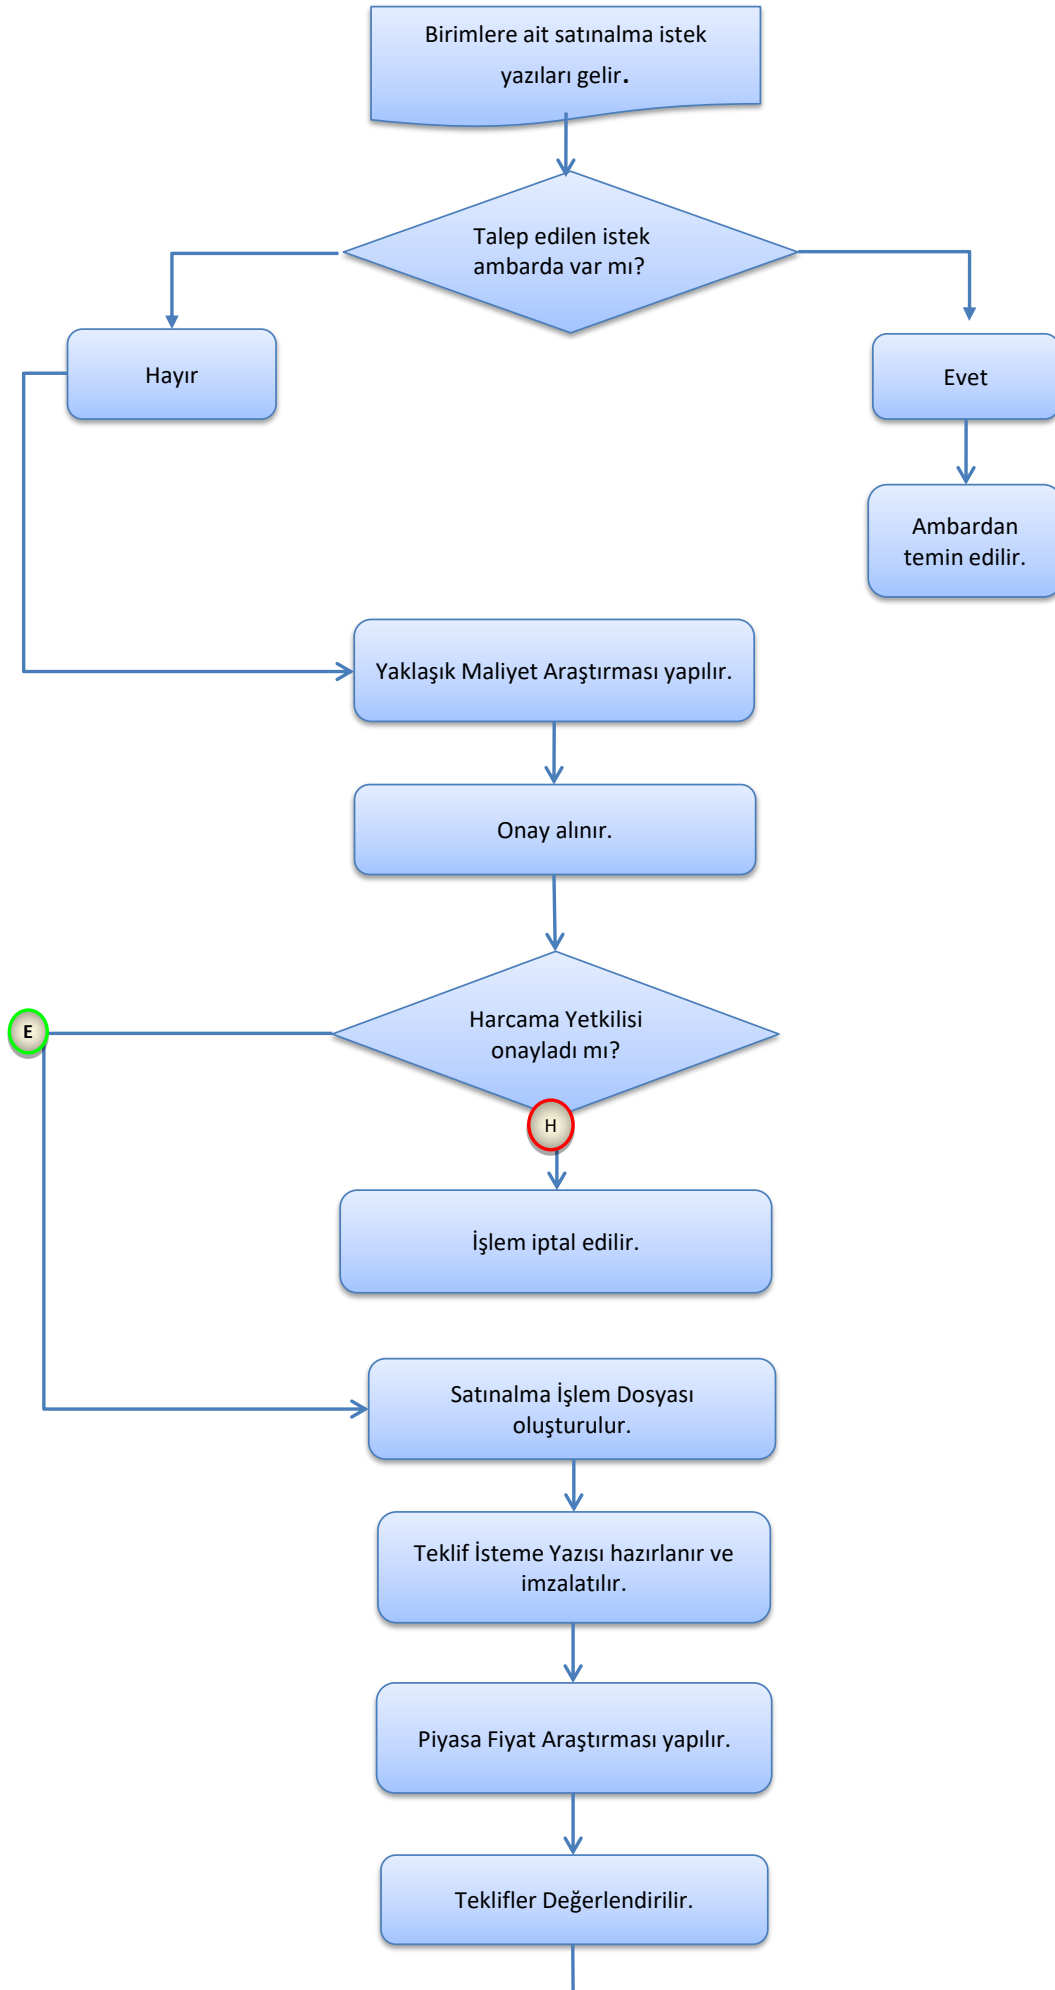 Birimlere ait satınalma istek
yazıları gelir.
Talep edilen istek
ambarda var mı?
Hayır
Evet
Ambardan
temin edilir.
Yaklaşık Maliyet Araştırması yapılır.
Onay alınır.
Harcama Yetkilisi
onayladı mı?
E
H
İşlem iptal edilir.
Satınalma İşlem Dosyası
oluşturulur.
Teklif İsteme Yazısı hazırlanır ve
imzalatılır.
Piyasa Fiyat Araştırması yapılır.
Teklifler Değerlendirilir.